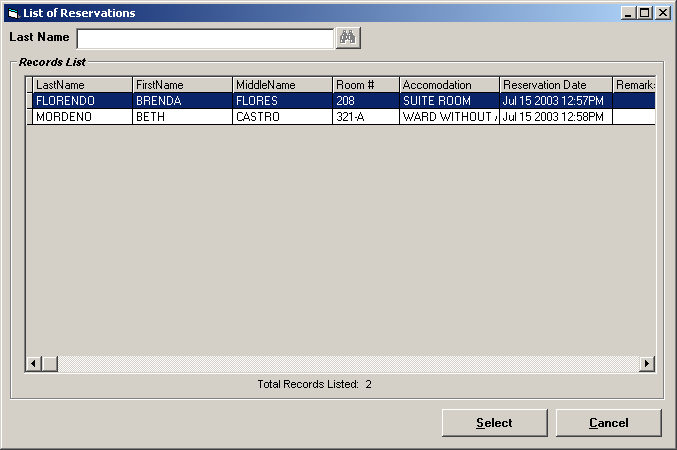 List of Reservations
Last Name
Records List
LastName FirstName MiddleName Room # Accomodation Reservation Date Remark
FLORENDO BRENDA FLORES 208 SUITE ROOM Jul 15 2003 12:57PM
MORDENO BETH CASTRO 321-A WARD WITHOUT Jul 15 2003 12:58PM
Total Records Listed: 2
Select Cancel